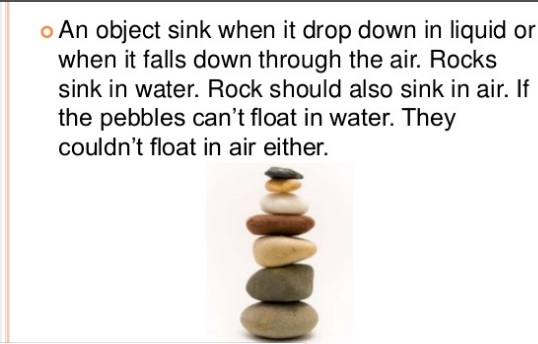 An object sink when it drop down in liquid or
when it falls down through the air. Rocks
sink in water. Rock should also sink in air. If
the pebbles can’t float in water. They
couldn’t float in air either.